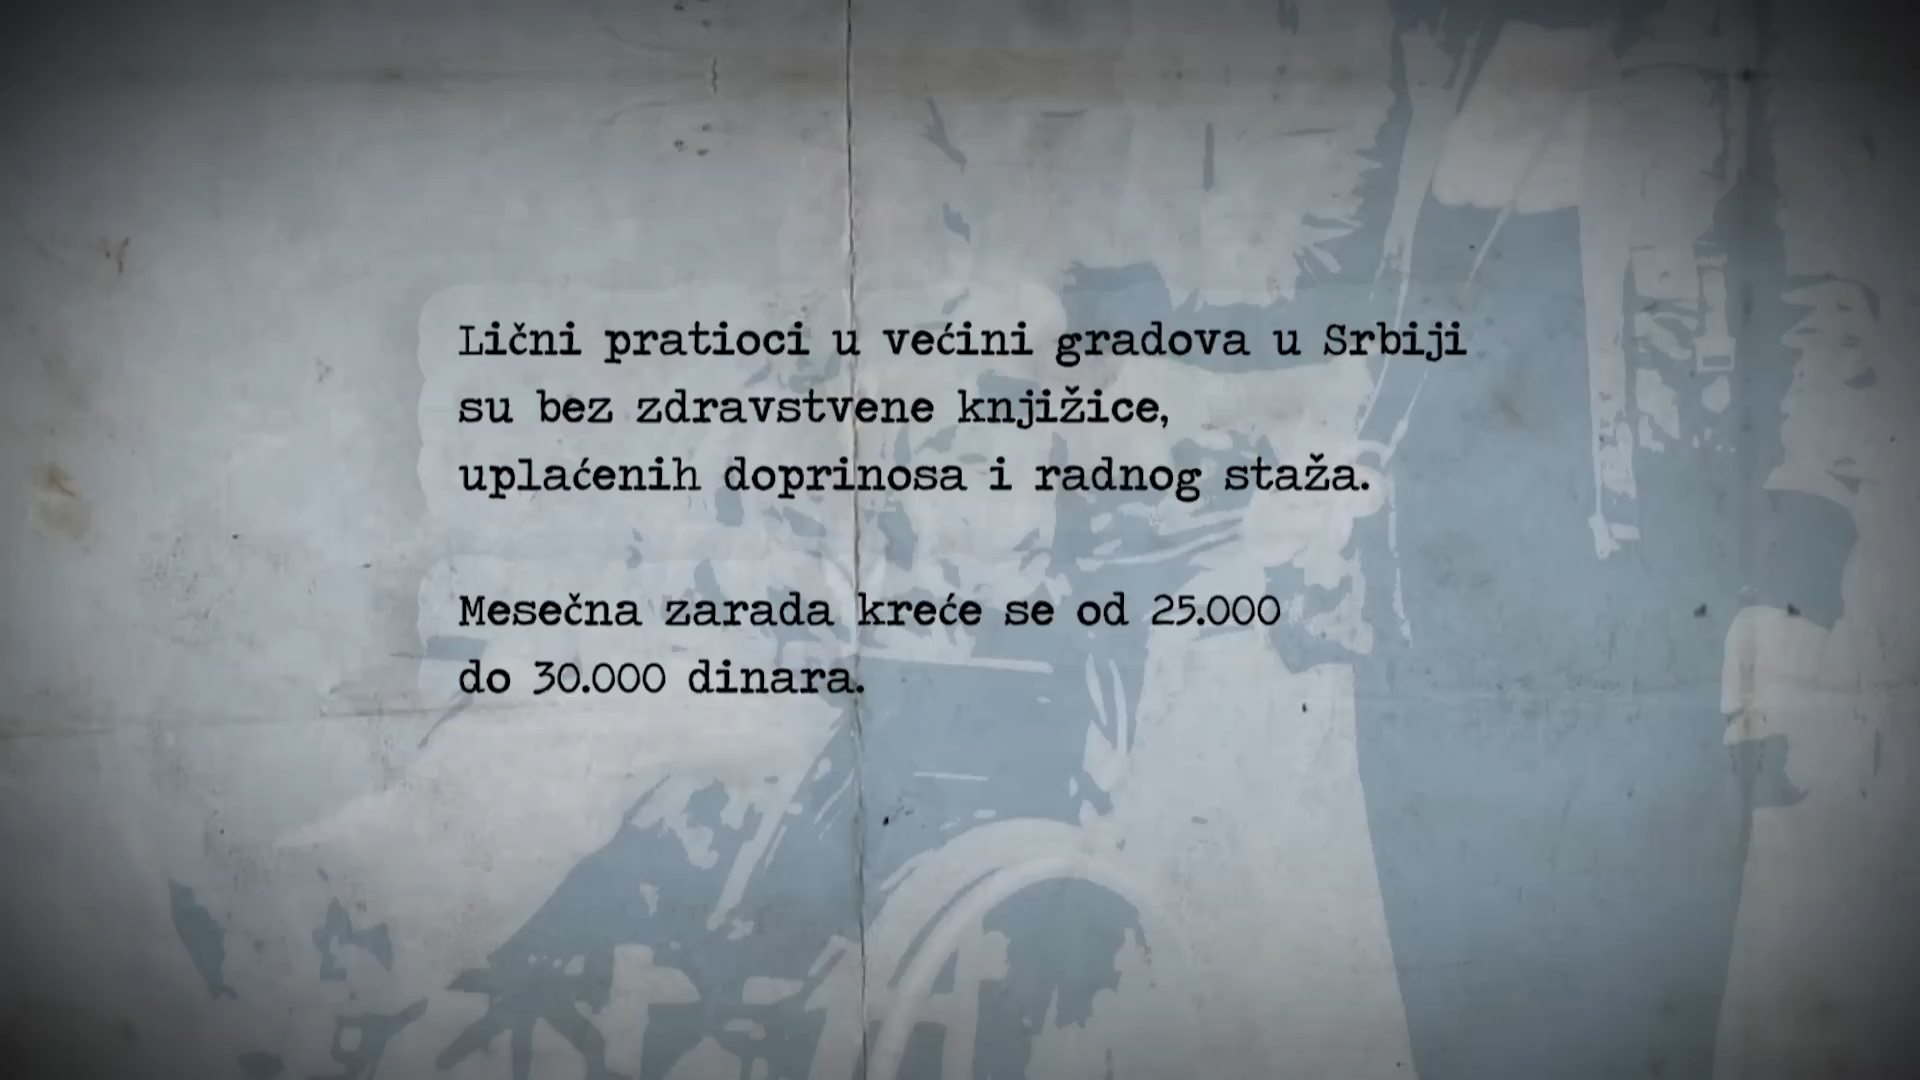 Lični pratioci u većini gradova u Srbiji
su bez zdravstvene knjižice,
uplaćenih doprinosa i radnog staža.
Mesečna zarada kreće se od 25.000
do 30.000 dinara.